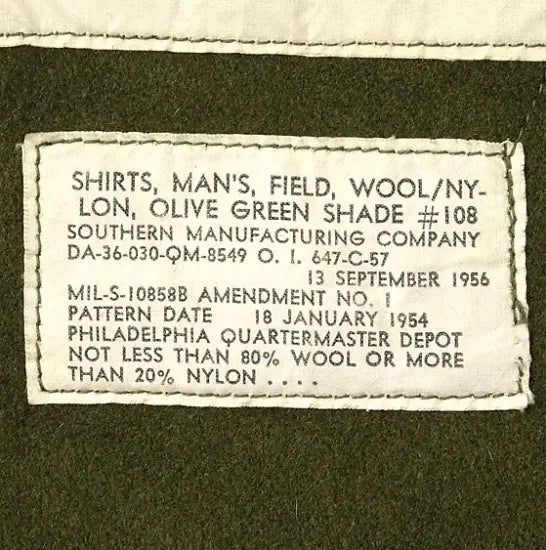 SHIRTS, MAN'S, FIELD, WOOL/NY-
LON, OLIVE GREEN SHADE #108
SOUTHERN MANUFACTURING COMPANY
DA-36-030-QM-8549 O. I. 647-C-57
13 SEPTEMBER 1956
MIL-S-10858B AMENDMENT NO. 1
PATTERN DATE 18 JANUARY 1954
PHILADELPHIA QUARTERMASTER DEPOT
NOT LESS THAN 80% WOOL OR MORE
THAN 20% NYLON ....